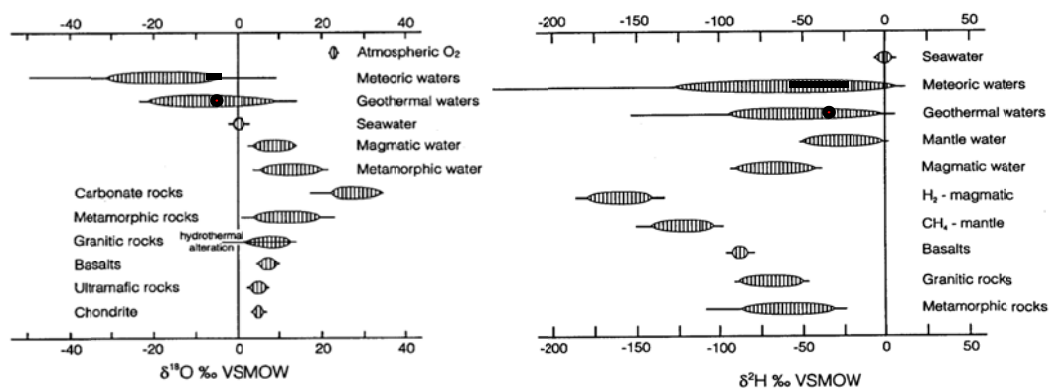 -20 0 20 40
Atmospheric O₂
Meteoric waters
Geothermal waters
Seawater
Magmatic water
Metamorphic water
Carbonate rocks
Metamorphic rocks
Granitic rocks
hydrothermal
alteration
Basalts
Ultramafic rocks
Chondrite
-40 -20 0 20 40
δ¹⁸O ‰ VSMOW
-200 -150 -100 -50 0 50
Seawater
Meteoric waters
Geothermal waters
Mantle water
Magmatic water
H₂ - magmatic
CH₄ - mantle
Basalts
Granitic rocks
Metamorphic rocks
-200 -150 -100 -50 0 50
δ²H ‰ VSMOW